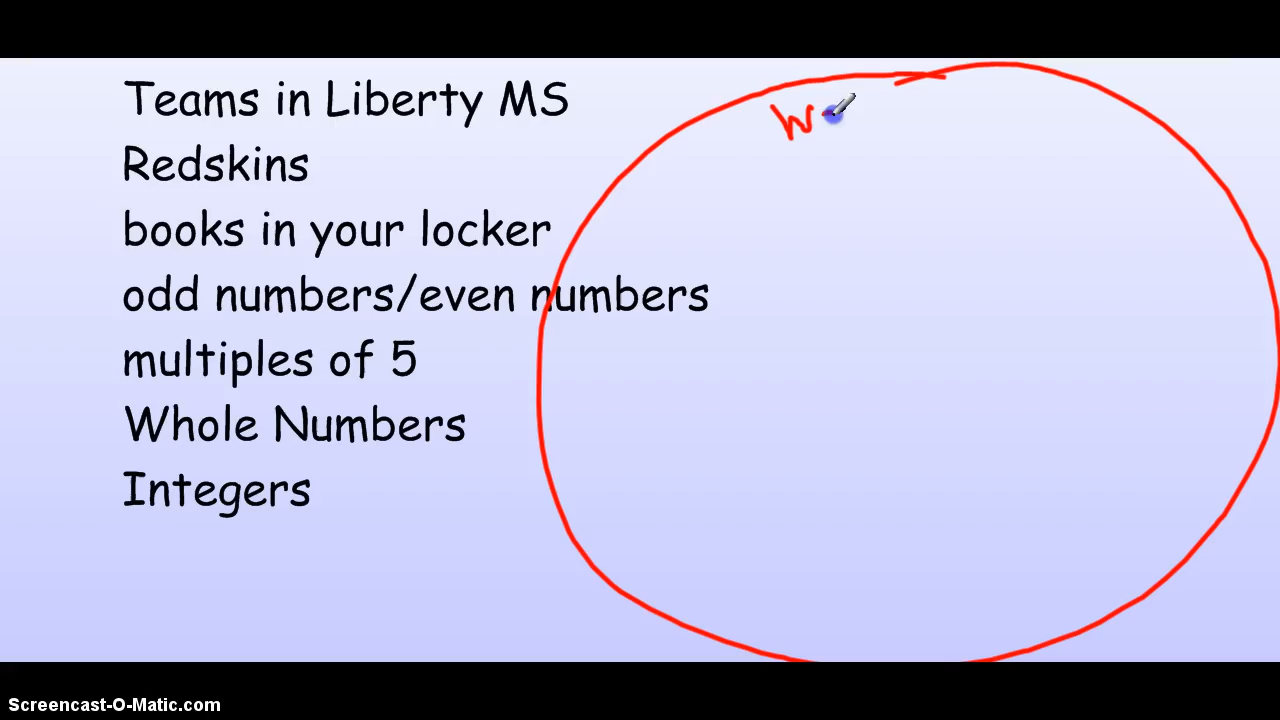 Teams in Liberty MS
W
Redskins
books in your locker
odd numbers/even numbers
multiples of 5
Whole Numbers
Integers
Screencast-O-Matic.com